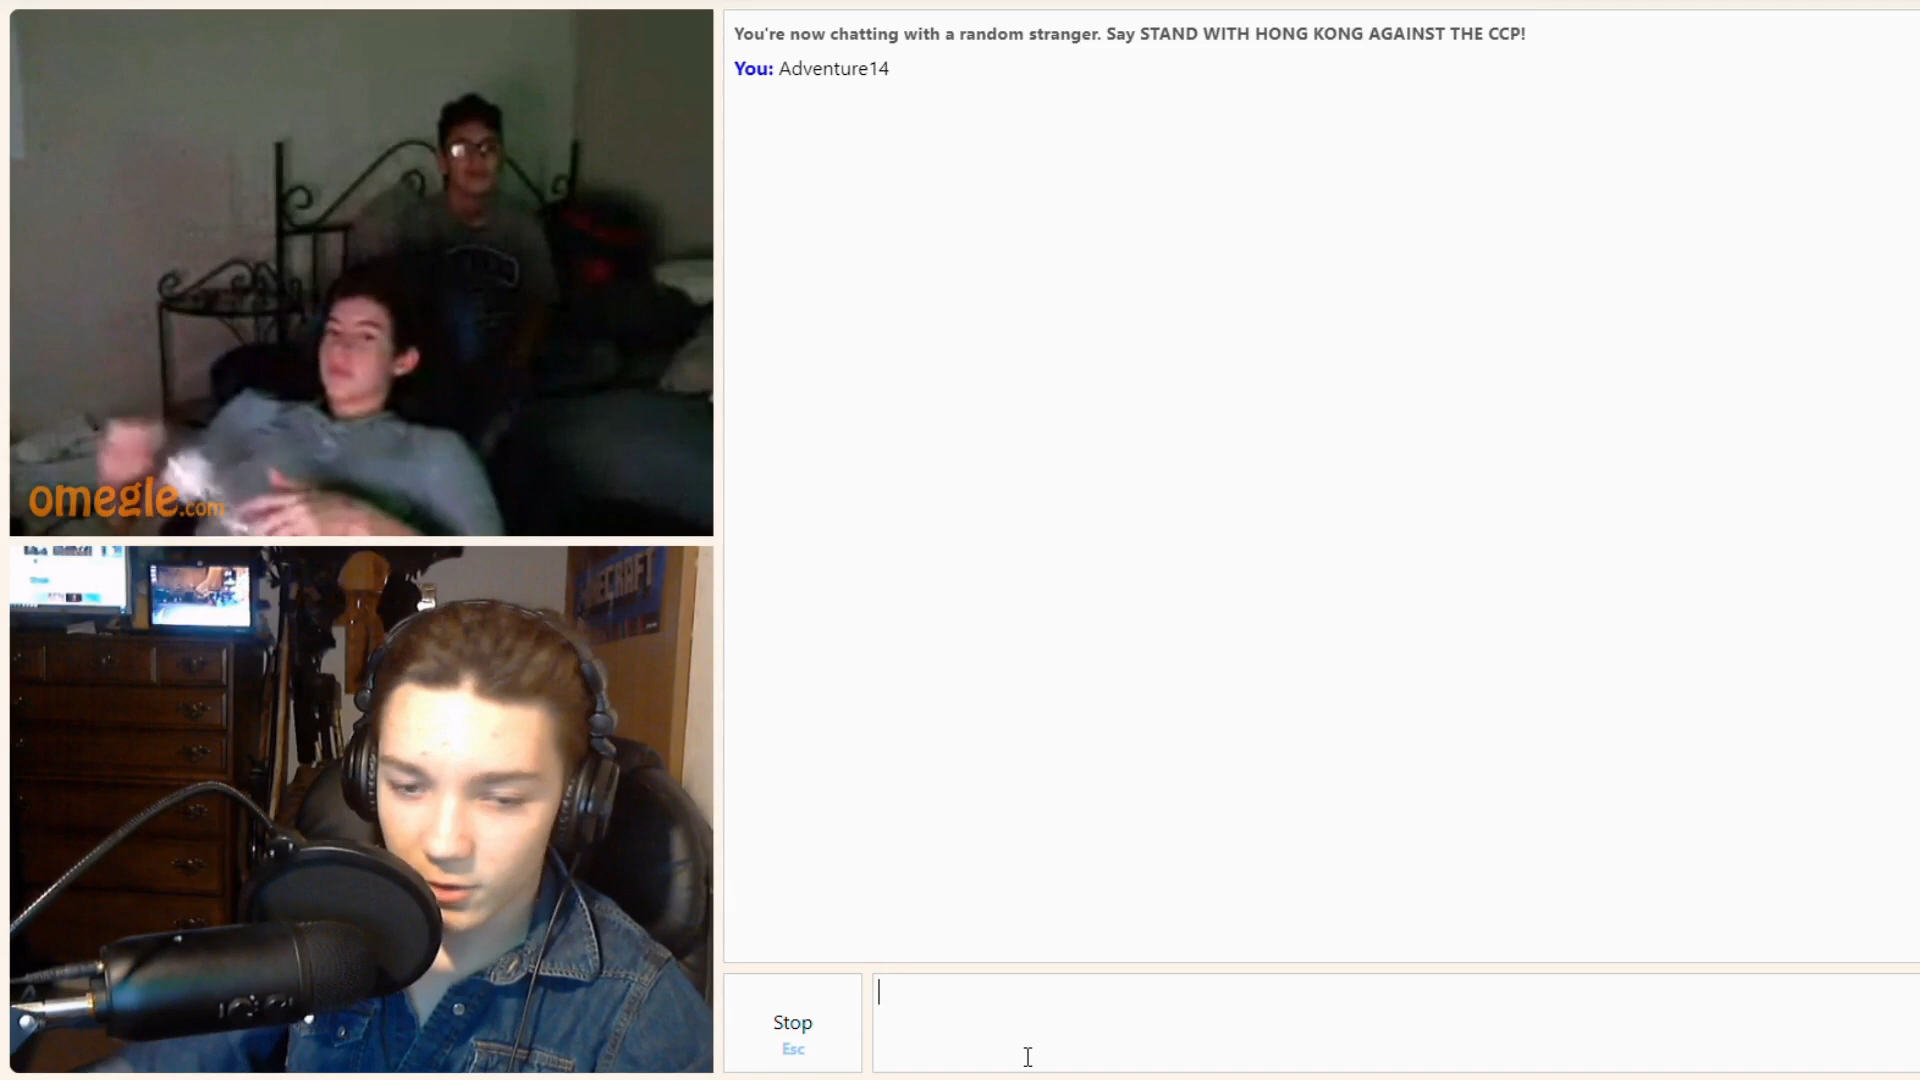 You're now chatting with a random stranger. Say STAND WITH HONG KONG AGAINST THE CCP!
You: Adventure14
omegle.com
Stop
Esc